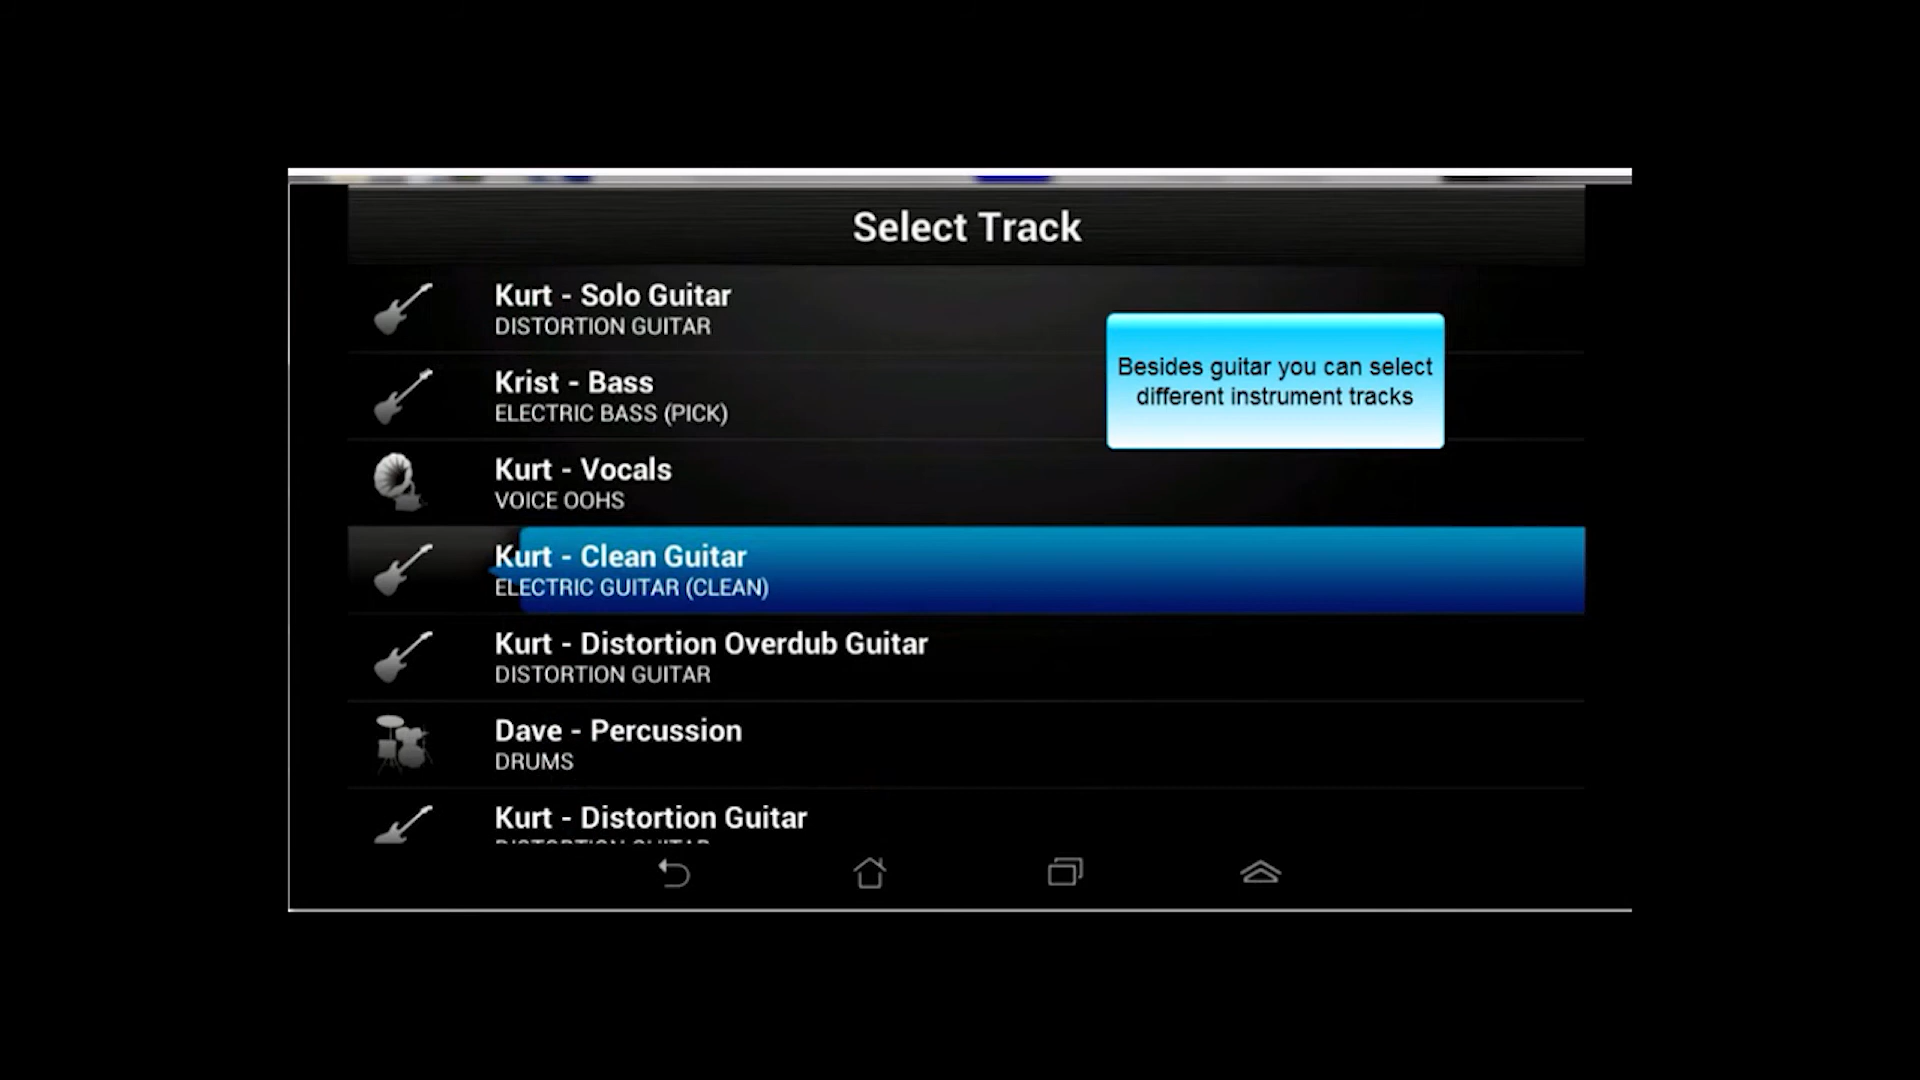 Select Track
Kurt - Solo Guitar
DISTORTION GUITAR
Besides guitar you can select
different instrument tracks
Krist - Bass
ELECTRIC BASS (PICK)
Kurt - Vocals
VOICE OOHS
Kurt - Clean Guitar
ELECTRIC GUITAR (CLEAN)
Kurt - Distortion Overdub Guitar
DISTORTION GUITAR
Dave - Percussion
DRUMS
Kurt - Distortion Guitar